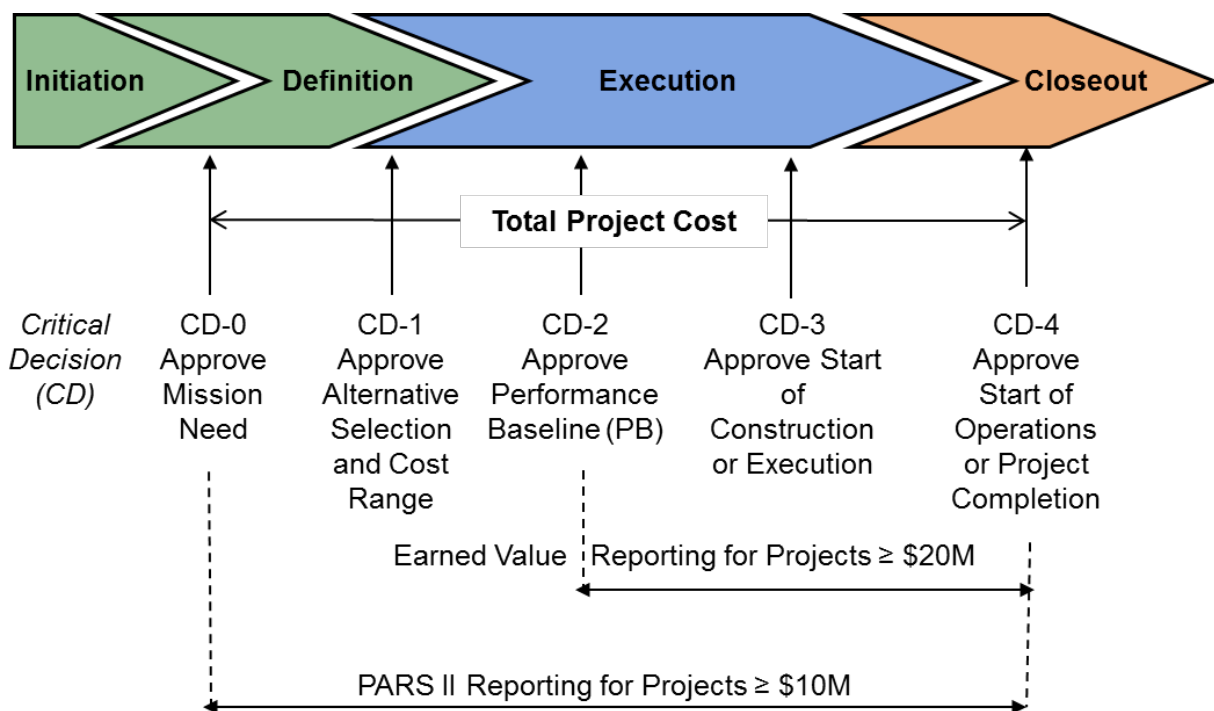 Initiation
Definition
Execution
Closeout
Total Project Cost
Critical
Decision
(CD)
CD-0
Approve
Mission
Need
CD-1
Approve
Alternative
Selection
and Cost
Range
CD-2
Approve
Performance
Baseline (PB)
CD-3
Approve Start
of
Construction
or Execution
CD-4
Approve
Start of
Operations
or Project
Completion
Earned Value Reporting for Projects ≥ $20M
PARS II Reporting for Projects ≥ $10M